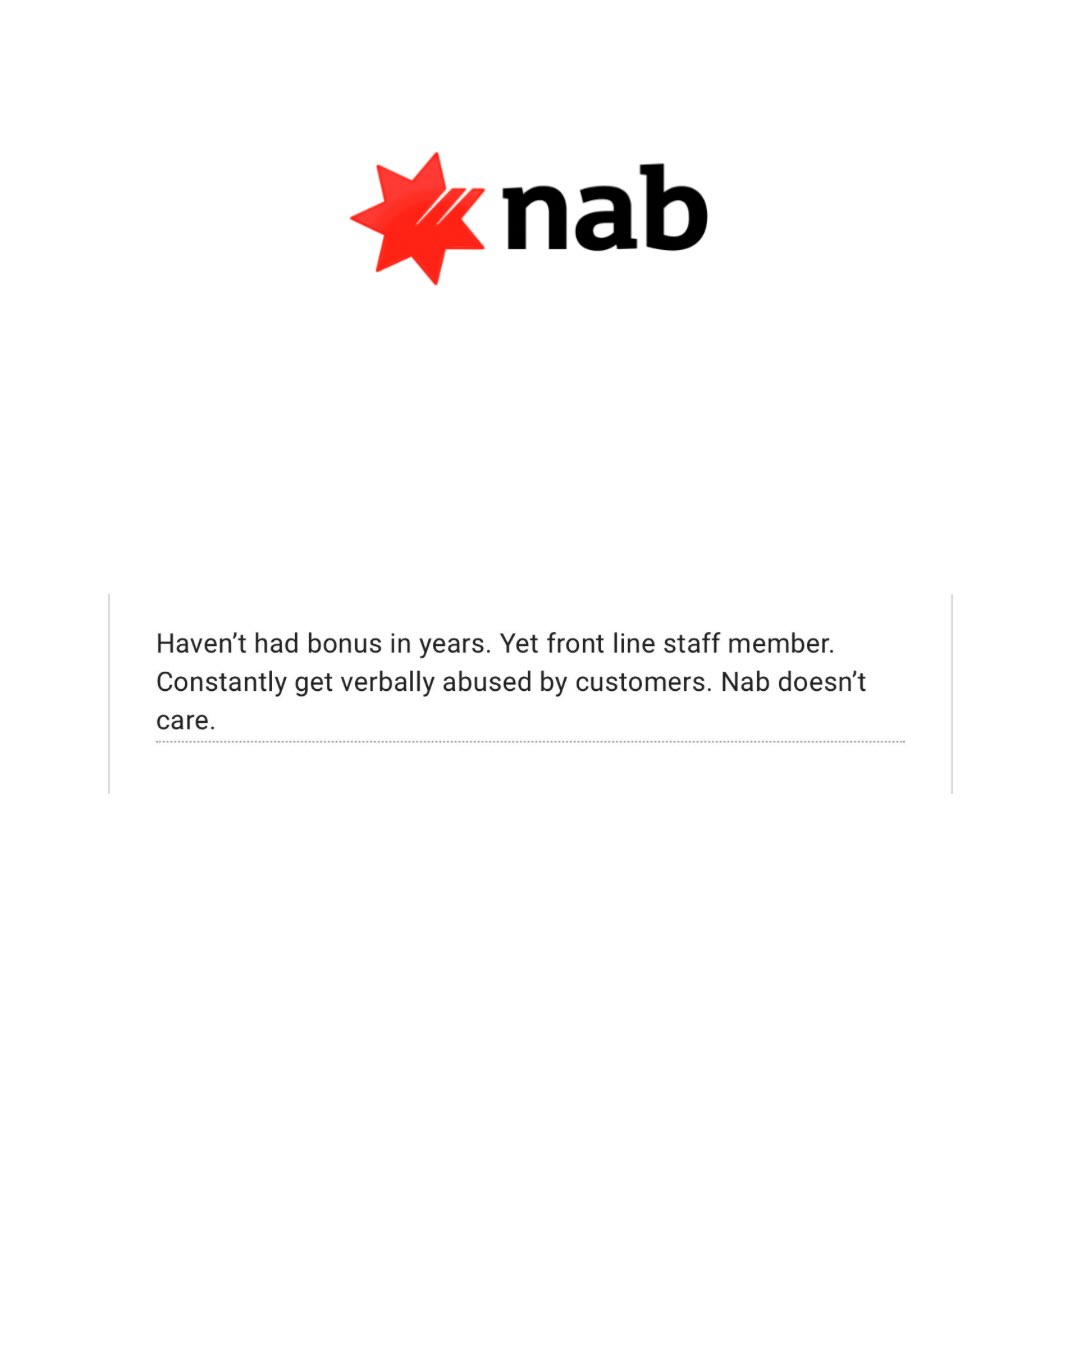 nab
Haven’t had bonus in years. Yet front line staff member.
Constantly get verbally abused by customers. Nab doesn’t
care.